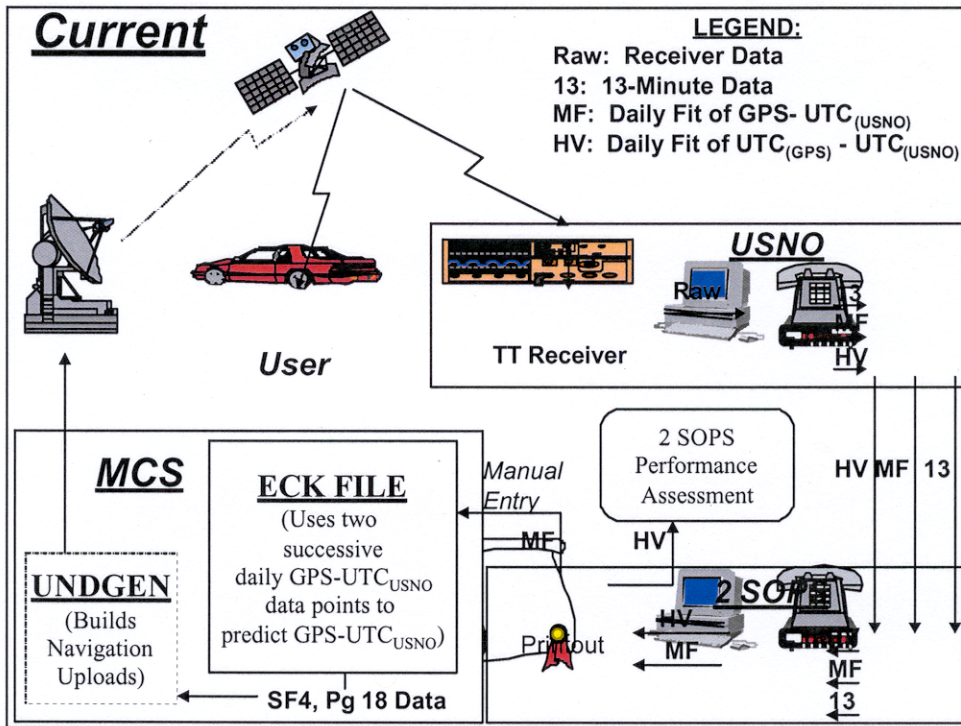 Current
LEGEND:
Raw: Receiver Data
13: 13-Minute Data
MF: Daily Fit of GPS- UTC(USNO)
HV: Daily Fit of UTC(GPS) - UTC(USNO)
USNO
Raw
13
MF
HV
TT Receiver
User
HV MF 13
2 SOPS
Performance
Assessment
HV
MCS
Manual
Entry
MF
ECK FILE
(Uses two
successive
daily GPS-UTCUSNO
data points to
predict GPS-UTCUSNO)
UNDGEN
(Builds
Navigation
Uploads)
SF4, Pg 18 Data
2 SOPS
Printout
HV
MF
MF
13